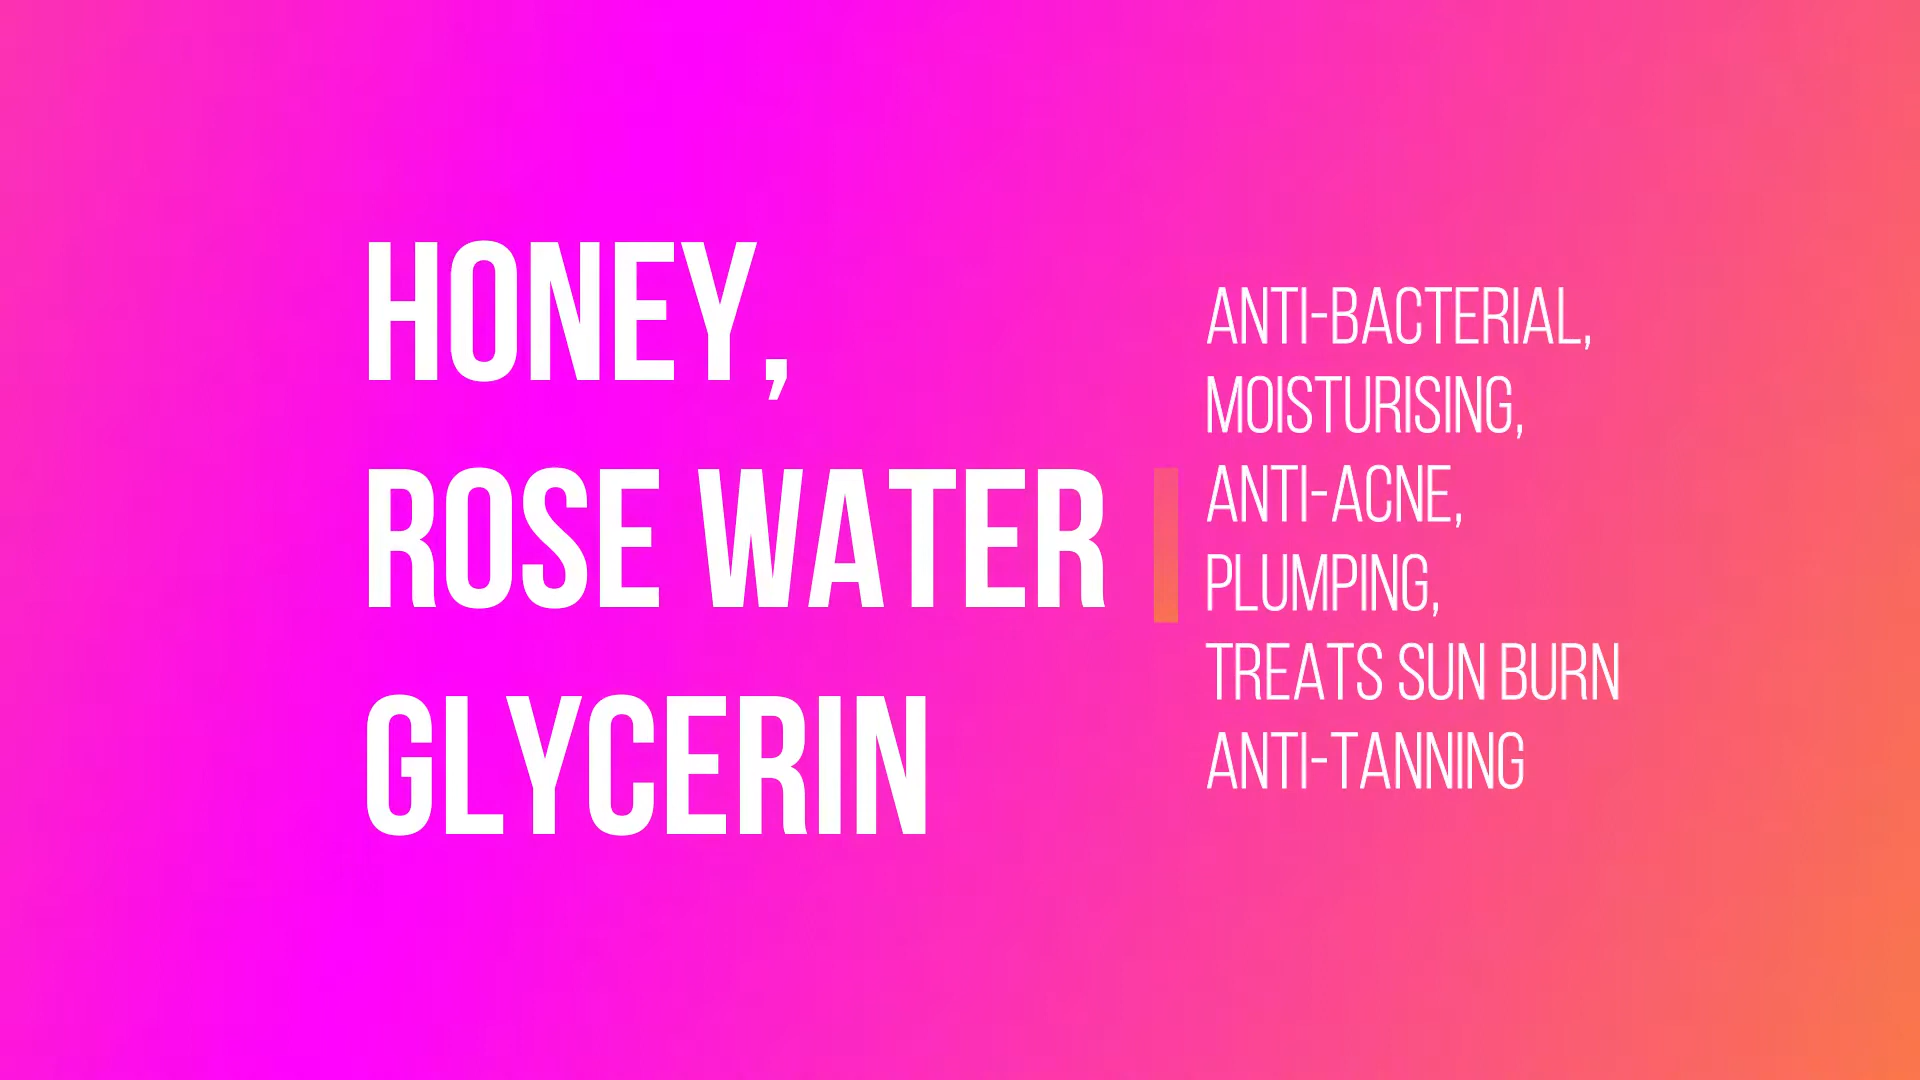 HONEY,
ROSE WATER
GLYCERIN
ANTI-BACTERIAL,
MOISTURISING,
ANTI-ACNE,
PLUMPING,
TREATS SUN BURN
ANTI-TANNING